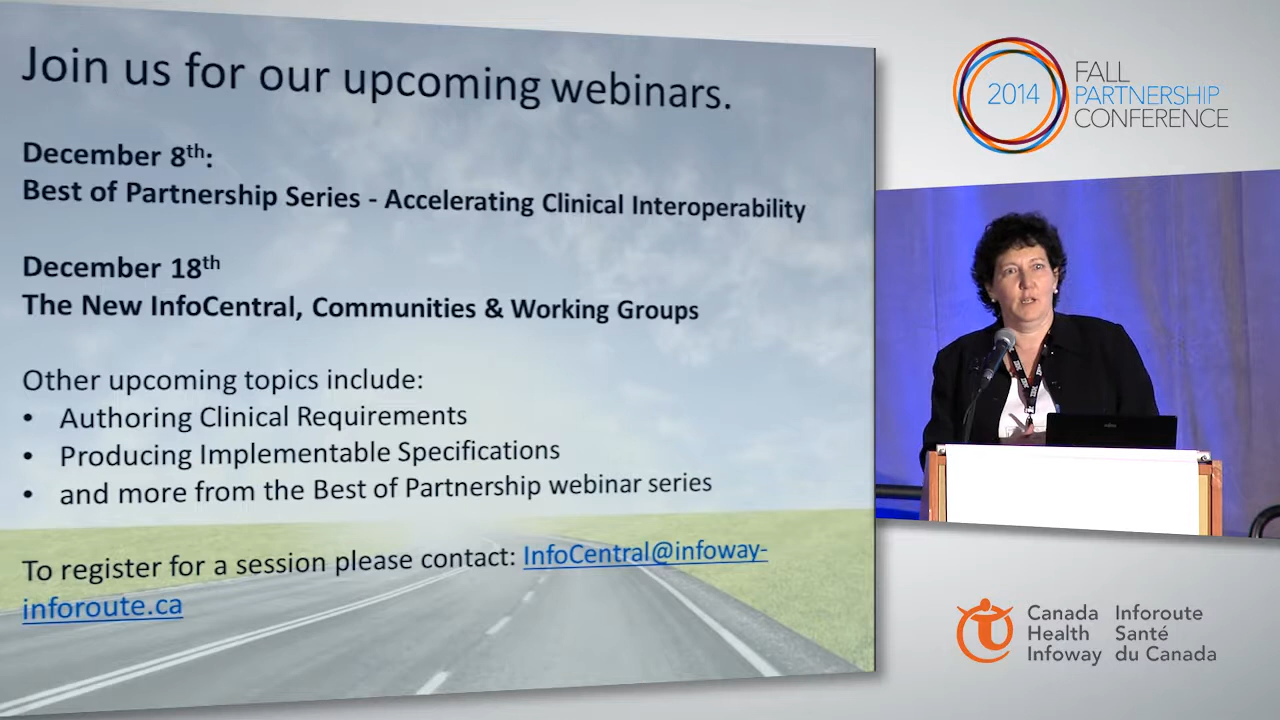 Join us for our upcoming webinars.
December 8th:
Best of Partnership Series - Accelerating Clinical Interoperability
December 18th
The New InfoCentral, Communities & Working Groups
Other upcoming topics include:
• Authoring Clinical Requirements
• Producing Implementable Specifications
• and more from the Best of Partnership webinar series
To register for a session please contact: InfoCentral@infoway-
inforoute.ca
2014
FALL
PARTNERSHIP
CONFERENCE
Canada
Health
Infoway
Inforoute
Santé
du Canada